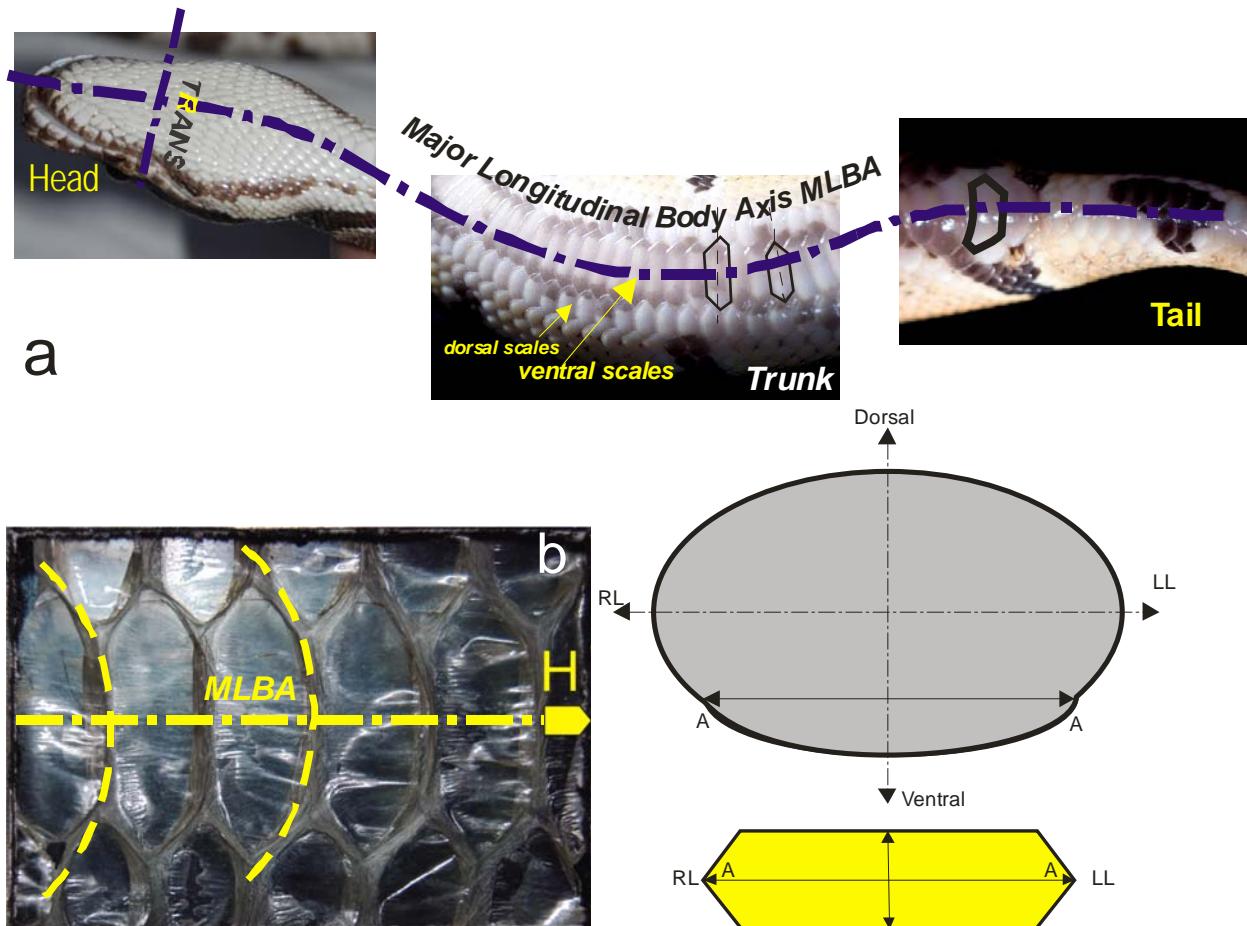 TRANS
Head
Major Longitudinal Body Axis MLBA
dorsal scales
ventral scales
Trunk
Tail
a
Dorsal
RL
LL
A
A
Ventral
b
MLBA
H
RL
A
A
LL